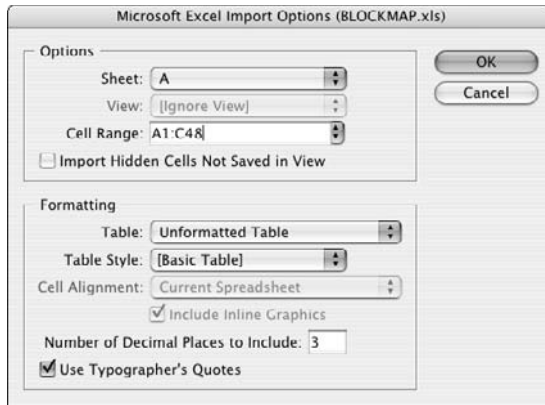 Microsoft Excel Import Options (BLOCKMAP.xls)
Options
Sheet: A
View: [Ignore View]
Cell Range: A1:C48
Import Hidden Cells Not Saved in View
OK
Cancel
Formatting
Table: Unformatted Table
Table Style: [Basic Table]
Cell Alignment: Current Spreadsheet
Include Inline Graphics
Number of Decimal Places to Include: 3
Use Typographer's Quotes